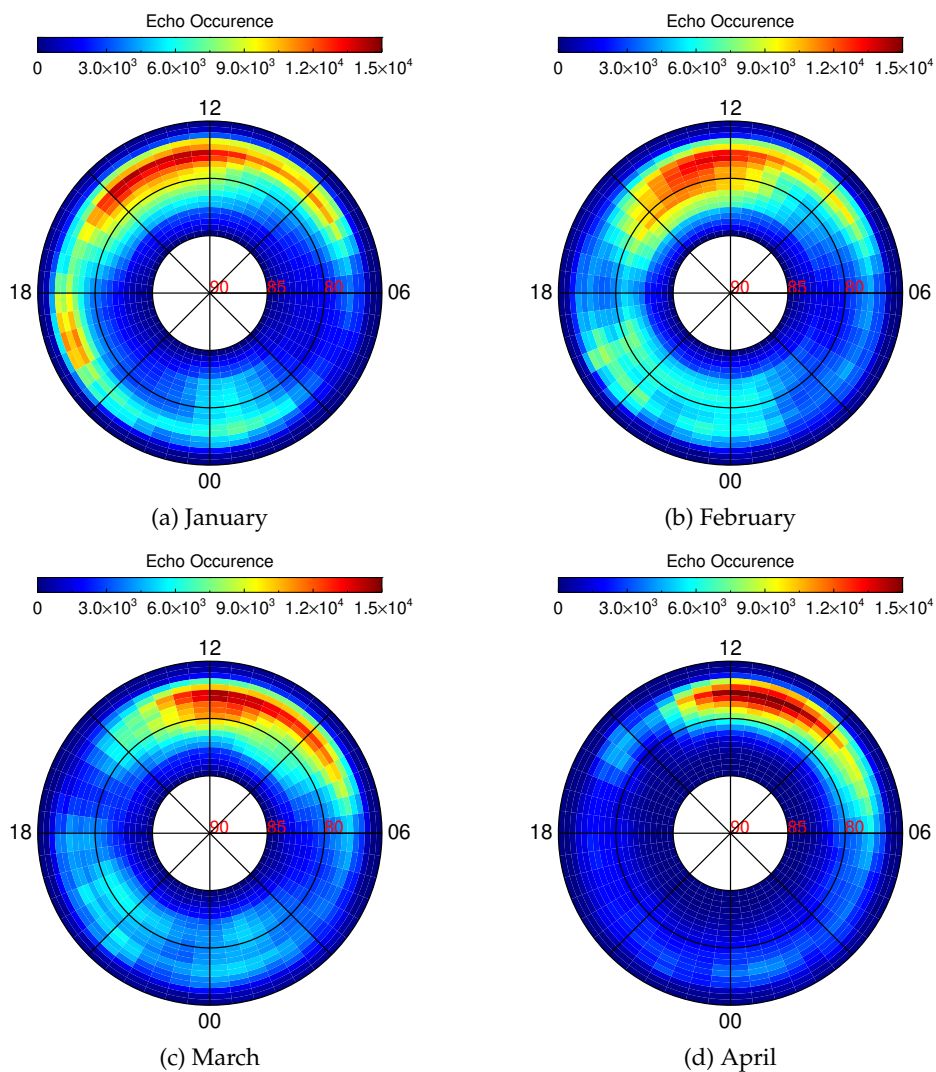 Echo Occurence Echo Occurence
0 3.0×10³ 6.0×10³ 9.0×10³ 1.2×10⁴ 1.5×10⁴ 0 3.0×10³ 6.0×10³ 9.0×10³ 1.2×10⁴ 1.5×10⁴
12 12
18 90 85 80 06 18 90 85 80 06
00 00
(a) January (b) February
Echo Occurence Echo Occurence
0 3.0×10³ 6.0×10³ 9.0×10³ 1.2×10⁴ 1.5×10⁴ 0 3.0×10³ 6.0×10³ 9.0×10³ 1.2×10⁴ 1.5×10⁴
12 12
18 90 85 80 06 18 90 85 80 06
00 00
(c) March (d) April